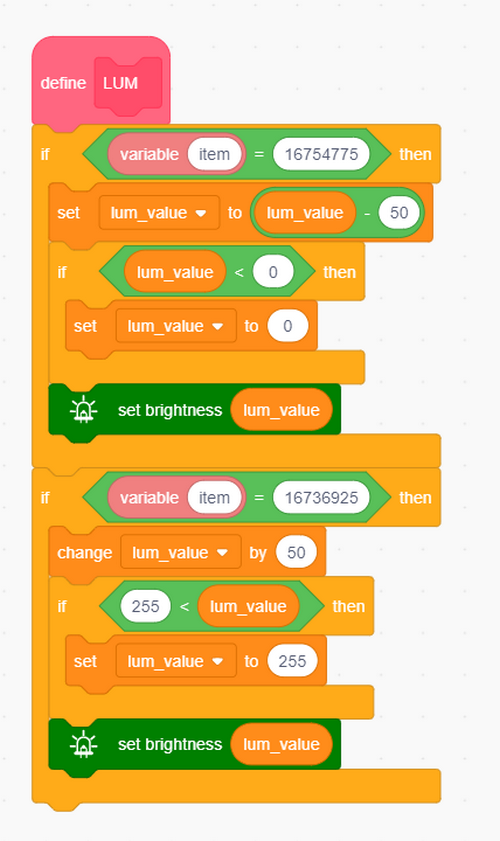 define LUM
if variable item = 16754775 then
set lum_value to lum_value - 50
if lum_value < 0 then
set lum_value to 0
set brightness lum_value
if variable item = 16736925 then
change lum_value by 50
if 255 < lum_value then
set lum_value to 255
set brightness lum_value